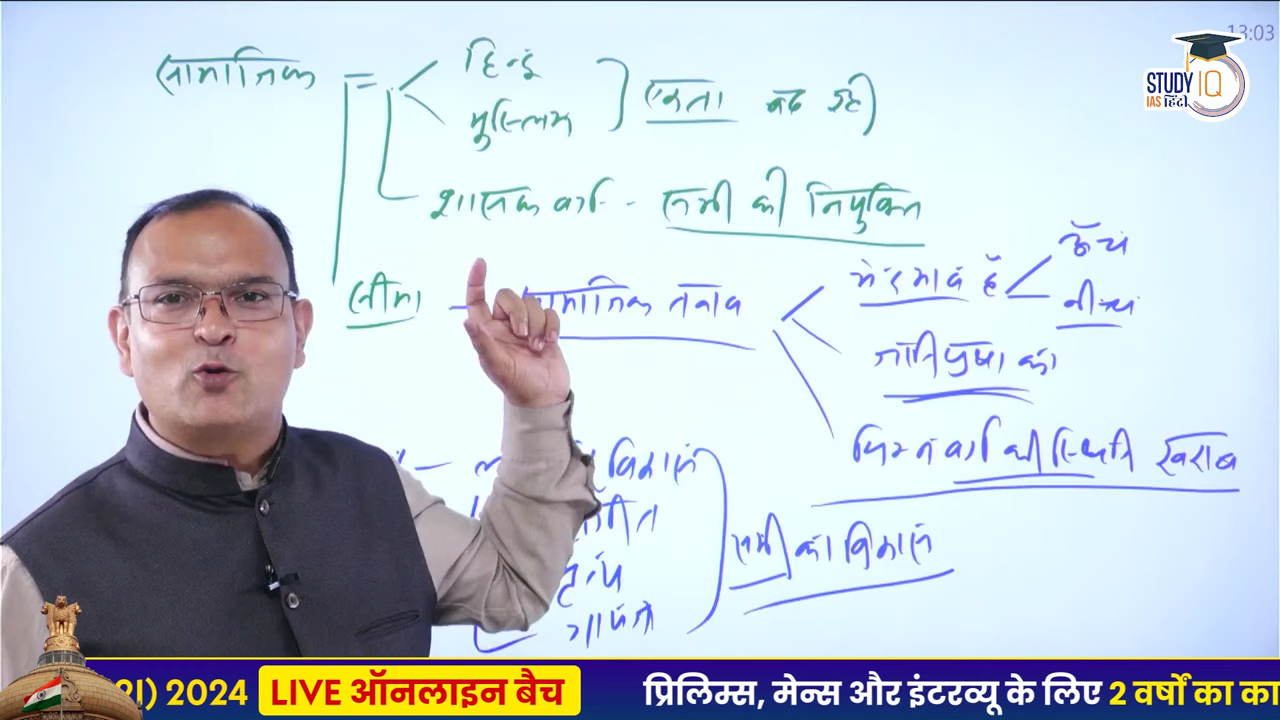 13:03
STUDY IQ
IAS हिंदी
सामाजिक = हिन्दू
मुस्लिम
एकता बढ़ रही
शासक वर्ग - सभी की नियुक्ति
सीमा - सामाजिक तनाव
भेदभाव है ऊँच
नीच
जातिप्रथा का
निम्न वर्ग की स्थिति खराब
विकास
सभी का विकास
2024 LIVE ऑनलाइन बैच प्रिलिम्स, मेन्स और इंटरव्यू के लिए 2 वर्षों का